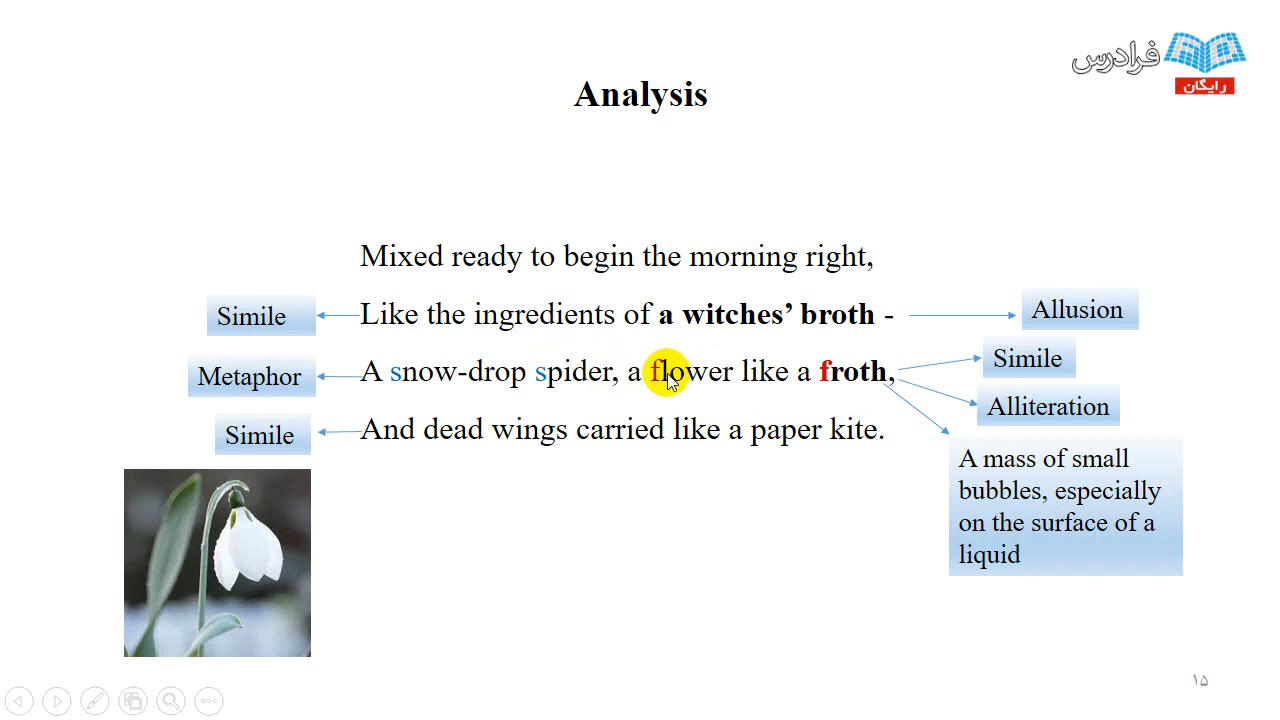 فرادرس
رایگان
Analysis
Mixed ready to begin the morning right,
Simile
Like the ingredients of a witches’ broth -
Allusion
Metaphor
A snow-drop spider, a flower like a froth,
Simile
Alliteration
Simile
And dead wings carried like a paper kite.
A mass of small
bubbles, especially
on the surface of a
liquid
۱۵